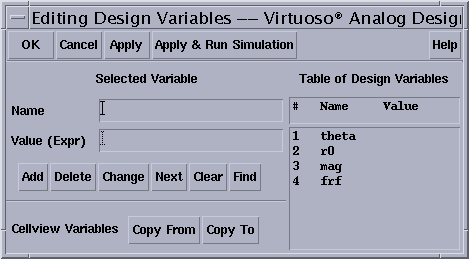 Editing Design Variables −− Virtuoso® Analog Desig
OK Cancel Apply Apply & Run Simulation Help
Selected Variable
Table of Design Variables
Name
Value (Expr)
Add Delete Change Next Clear Find
Cellview Variables Copy From Copy To
# Name Value
1 theta
2 r0
3 mag
4 frf